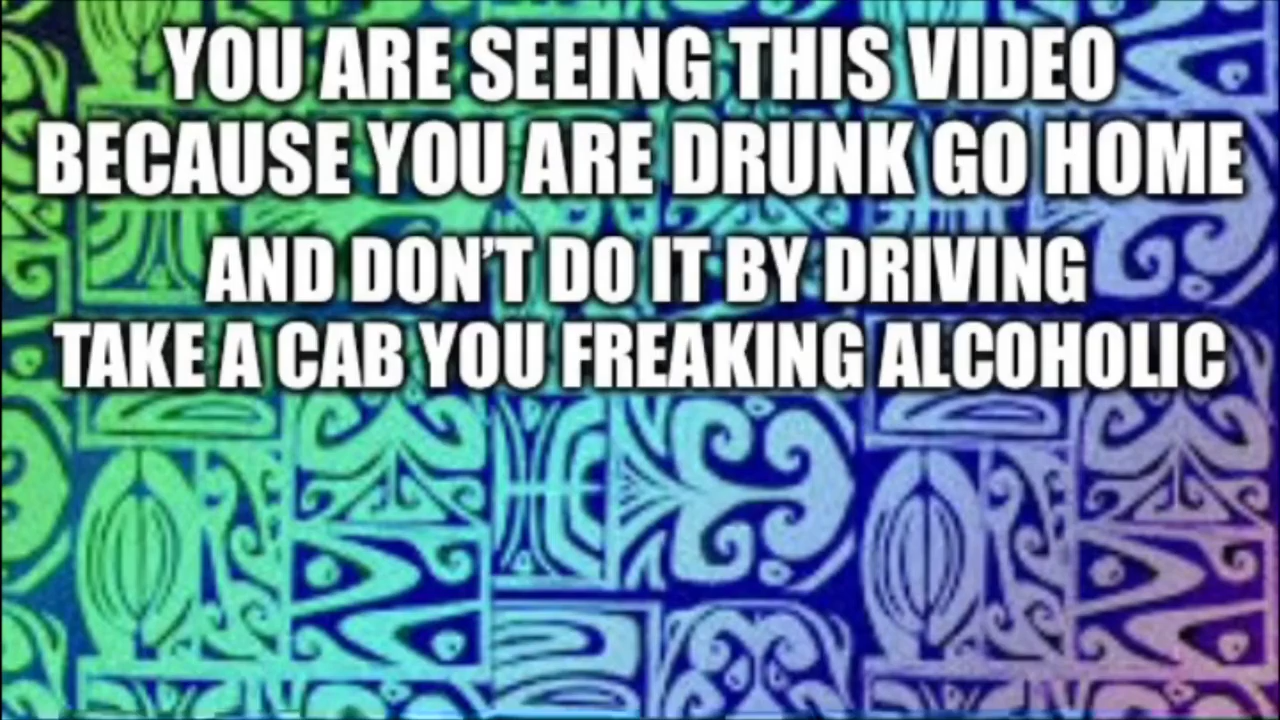 YOU ARE SEEING THIS VIDEO
BECAUSE YOU ARE DRUNK GO HOME
AND DON'T DO IT BY DRIVING
TAKE A CAB YOU FREAKING ALCOHOLIC